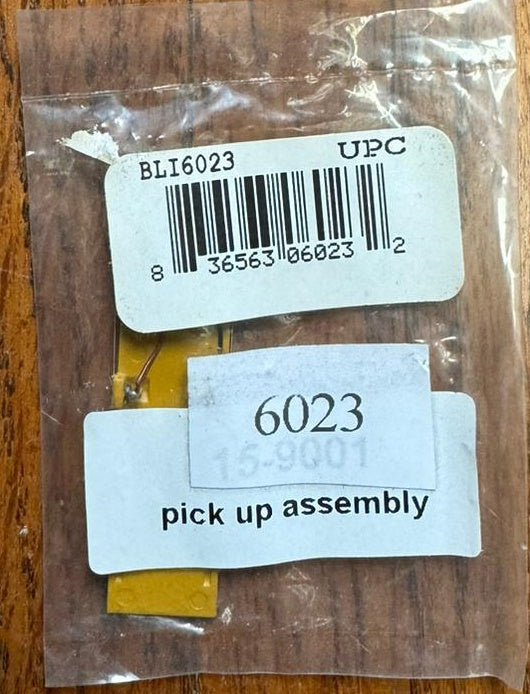 BLI6023 UPC
8 36563 06023 2
6023
15-9001
pick up assembly